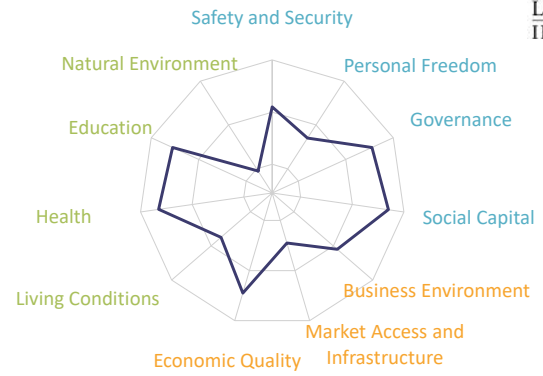 Safety and Security
Natural Environment
Personal Freedom
Education
Governance
Health
Social Capital
Living Conditions
Business Environment
Market Access and
Infrastructure
Economic Quality